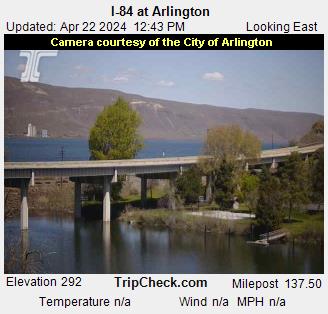 I-84 at Arlington
Updated: Apr 22 2024 12:43 PM Looking East
Camera courtesy of the City of Arlington
Elevation 292 TripCheck.com Milepost 137.50
Temperature n/a Wind n/a MPH n/a